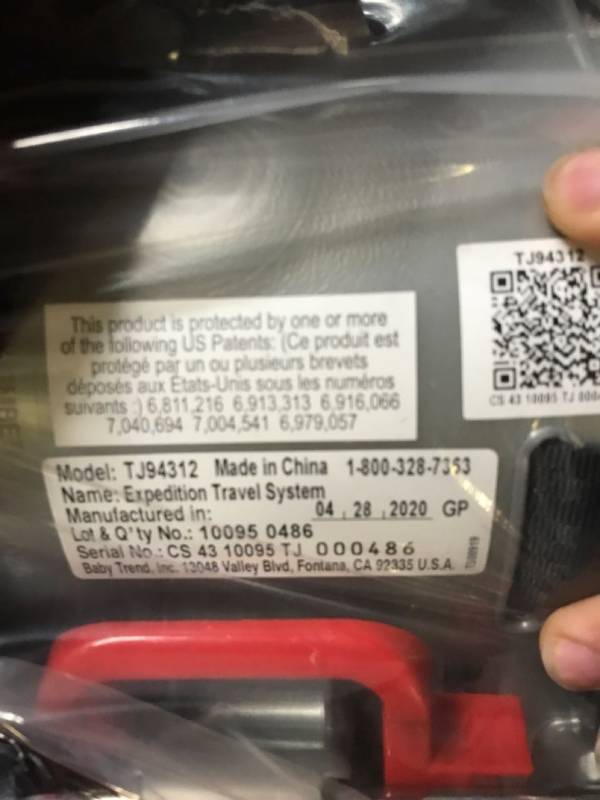 This product is protected by one or more
of the following US Patents: (Ce produit est
protégé par un ou plusieurs brevets
déposés aux États-Unis sous les numéros
suivants :) 6,811,216 6,913,313 6,916,066
7,040,694 7,004,541 6,979,057
TJ94312
CS 43 10095 TJ
Model: TJ94312 Made in China 1-800-328-7363
Name: Expedition Travel System
Manufactured in: 04 28 2020 GP
Lot & Q'ty No.: 10095 0486
Serial No.: CS 43 10095 TJ 000486
Baby Trend, Inc. 13048 Valley Blvd, Fontana, CA 92335 U.S.A.